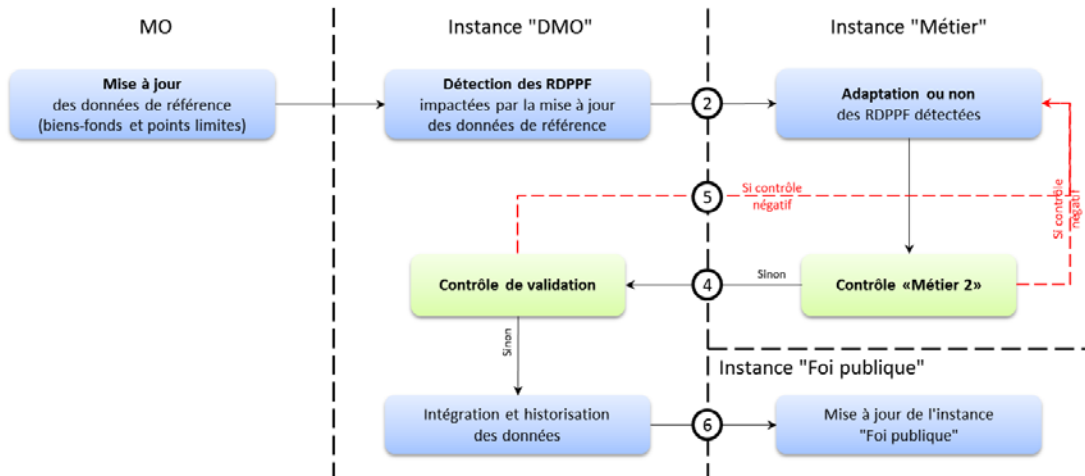 MO
Instance "DMO"
Instance "Métier"
Mise à jour
des données de référence
(biens-fonds et points limites)
Détection des RDPPF
impactées par la mise à jour
des données de référence
2
Adaptation ou non
des RDPPF détectées
5
Si contrôle
négatif
Si contrôle
négatif
Contrôle de validation
4
Sinon
Contrôle «Métier 2»
Sinon
Instance "Foi publique"
Intégration et historisation
des données
6
Mise à jour de l'instance
"Foi publique"